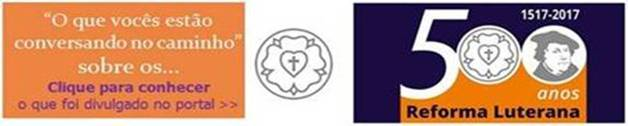 “O que vocês estão
conversando no caminho”
sobre os...
Clique para conhecer
o que foi divulgado no portal >>
1517-2017
500
anos
Reforma Luterana